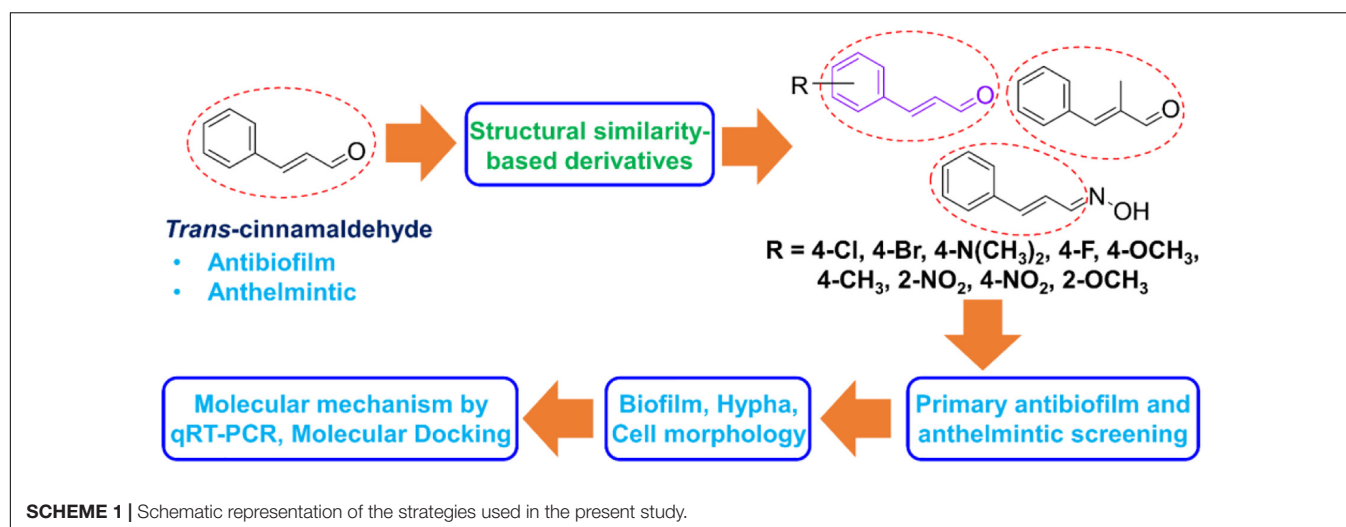 R
O
O
N
OH
O
Structural similarity-
based derivatives
Trans-cinnamaldehyde
• Antibiofilm
• Anthelmintic
R = 4-Cl, 4-Br, 4-N(CH₃)₂, 4-F, 4-OCH₃,
4-CH₃, 2-NO₂, 4-NO₂, 2-OCH₃
Molecular mechanism by
qRT-PCR, Molecular Docking
Biofilm, Hypha,
Cell morphology
Primary antibiofilm and
anthelmintic screening
SCHEME 1 | Schematic representation of the strategies used in the present study.